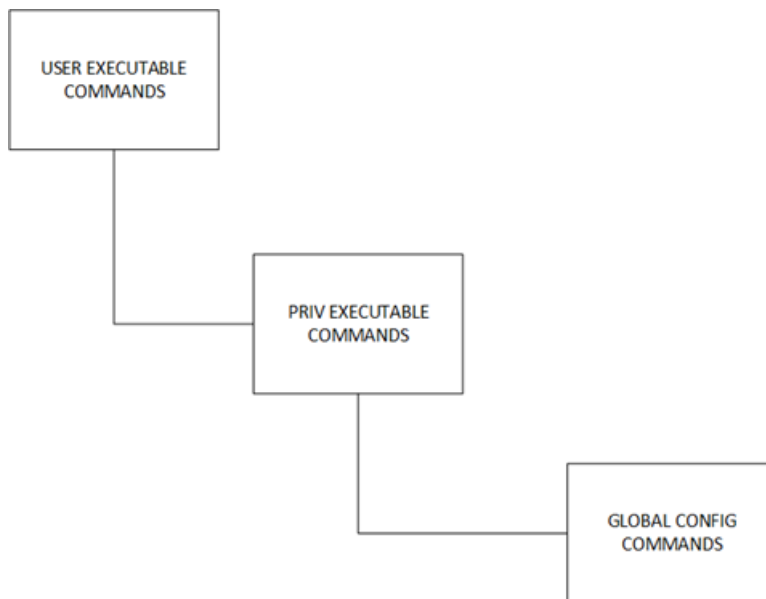 USER EXECUTABLE
COMMANDS
PRIV EXECUTABLE
COMMANDS
GLOBAL CONFIG
COMMANDS